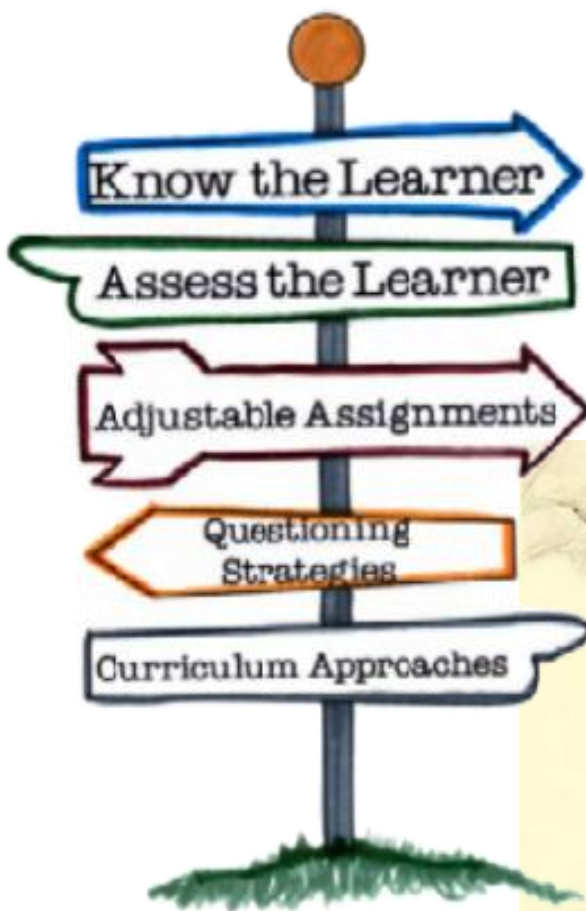 Know the Learner
Assess the Learner
Adjustable Assignments
Questioning
Strategies
Curriculum Approaches